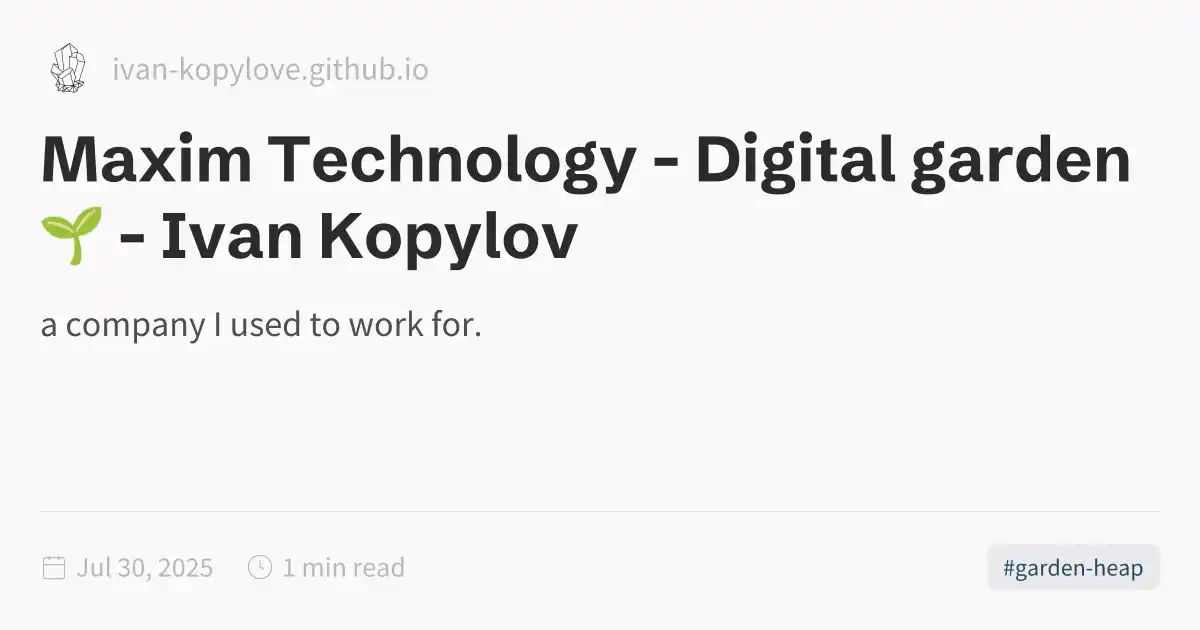 ivan-kopylove.github.io
Maxim Technology - Digital garden
🌱 - Ivan Kopylov
a company I used to work for.
Jul 30, 2025 1 min read #garden-heap